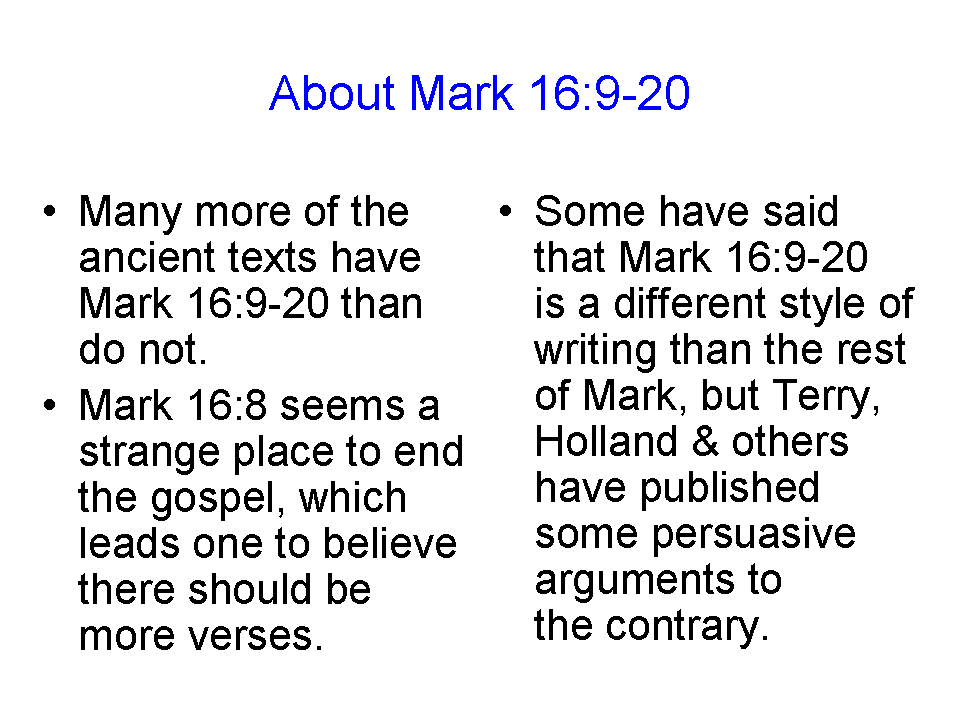 About Mark 16:9-20
• Many more of the
ancient texts have
Mark 16:9-20 than
do not.
• Mark 16:8 seems a
strange place to end
the gospel, which
leads one to believe
there should be
more verses.
• Some have said
that Mark 16:9-20
is a different style of
writing than the rest
of Mark, but Terry,
Holland & others
have published
some persuasive
arguments to
the contrary.